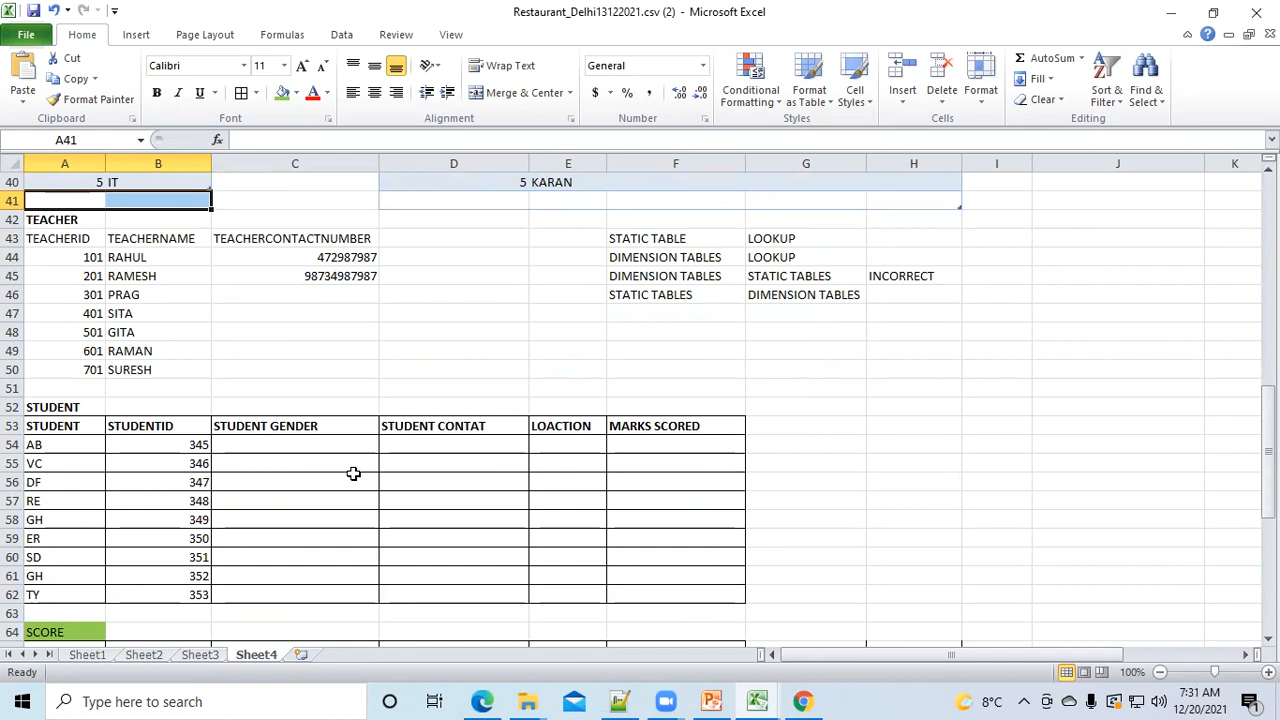 Restaurant_Delhi13122021.csv (2) - Microsoft Excel
File Home Insert Page Layout Formulas Data Review View
Paste
Cut
Copy
Format Painter
Clipboard
Calibri 11
B I U
Font
Wrap Text
Merge & Center
Alignment
General
$ % ,
Number
Conditional Formatting
Format as Table
Cell Styles
Styles
Insert
Delete
Format
Cells
AutoSum
Fill
Clear
Sort & Filter
Find & Select
Editing
A41 fx
A B C D E F G H I J K
40 5 IT 5 KARAN
41
42 TEACHER
43 TEACHERID TEACHERNAME TEACHERCONTACTNUMBER STATIC TABLE LOOKUP
44 101 RAHUL 472987987 DIMENSION TABLES LOOKUP
45 201 RAMESH 98734987987 DIMENSION TABLES STATIC TABLES INCORRECT
46 301 PRAG STATIC TABLES DIMENSION TABLES
47 401 SITA
48 501 GITA
49 601 RAMAN
50 701 SURESH
51
52 STUDENT
53 STUDENT STUDENTID STUDENT GENDER STUDENT CONTAT LOACTION MARKS SCORED
54 AB 345
55 VC 346
56 DF 347
57 RE 348
58 GH 349
59 ER 350
60 SD 351
61 GH 352
62 TY 353
63
64 SCORE
Sheet1 Sheet2 Sheet3 Sheet4
Ready 100%
Type here to search
8°C
7:31 AM
12/20/2021